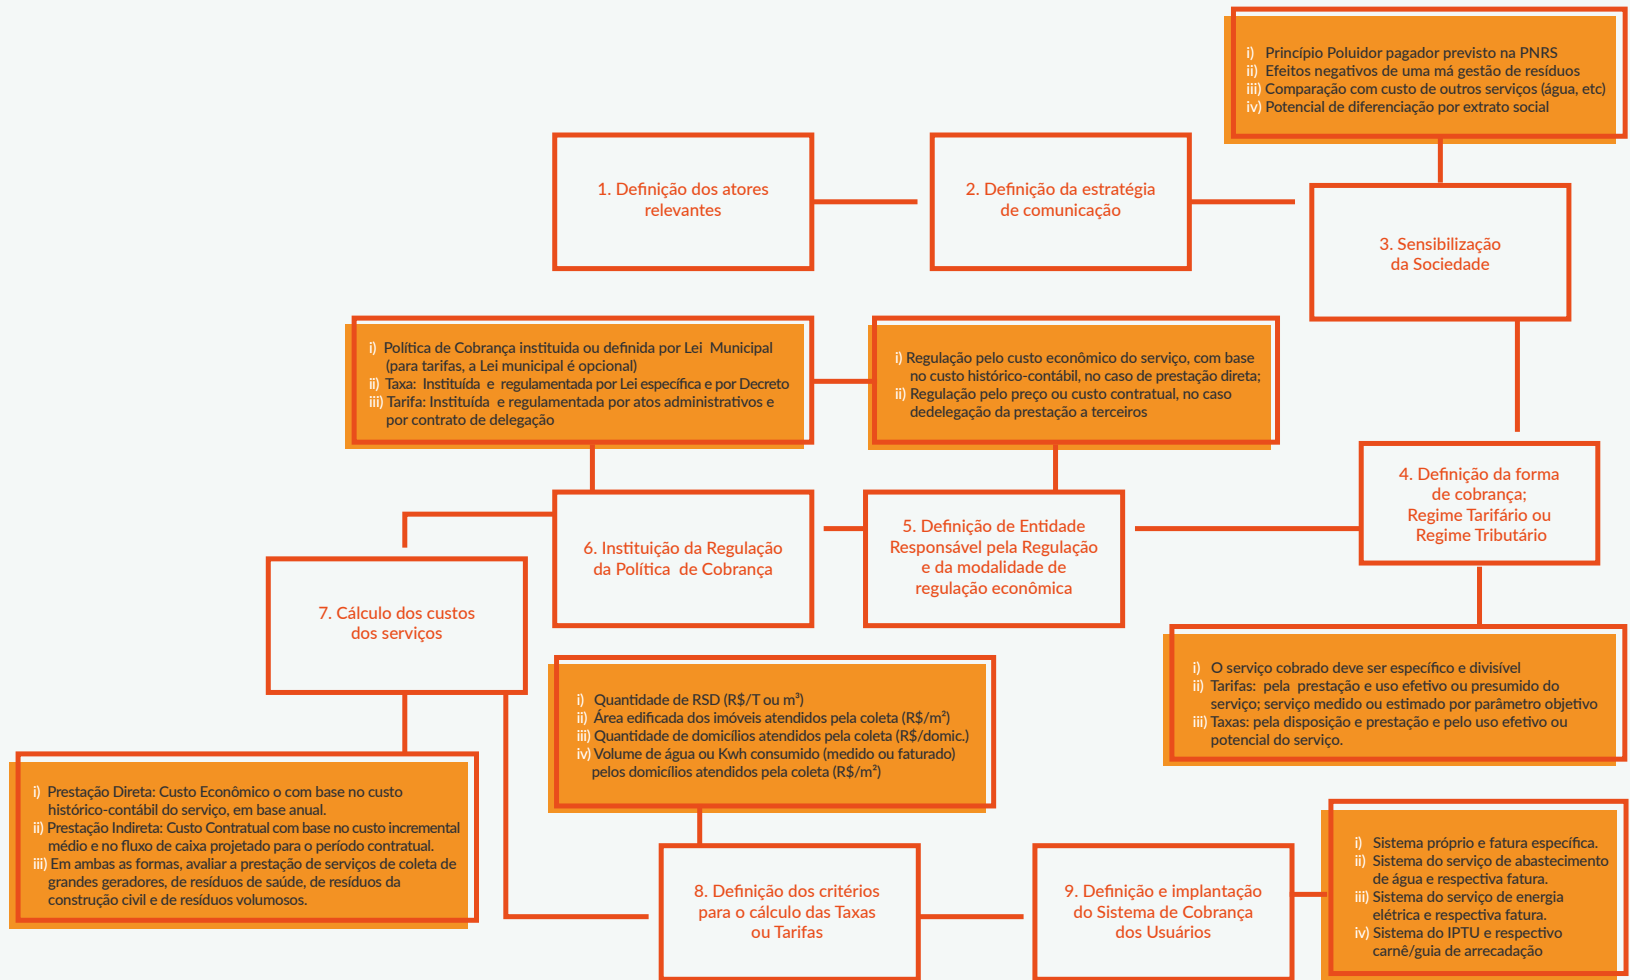 i) Princípio Poluidor pagador previsto na PNRS
ii) Efeitos negativos de uma má gestão de resíduos
iii) Comparação com custo de outros serviços (água, etc)
iv) Potencial de diferenciação por extrato social
1. Definição dos atores
relevantes
2. Definição da estratégia
de comunicação
3. Sensibilização
da Sociedade
i) Política de Cobrança instituida ou definida por Lei Municipal
(para tarifas, a Lei municipal é opcional)
ii) Taxa: Instituída e regulamentada por Lei específica e por Decreto
iii) Tarifa: Instituída e regulamentada por atos administrativos e
por contrato de delegação
i) Regulação pelo custo econômico do serviço, com base
no custo histórico-contábil, no caso de prestação direta;
ii) Regulação pelo preço ou custo contratual, no caso
dedelegação da prestação a terceiros
4. Definição da forma
de cobrança;
Regime Tarifário ou
Regime Tributário
5. Definição de Entidade
Responsável pela Regulação
e da modalidade de
regulação econômica
6. Instituição da Regulação
da Política de Cobrança
7. Cálculo dos custos
dos serviços
i) O serviço cobrado deve ser específico e divisível
ii) Tarifas: pela prestação e uso efetivo ou presumido do
serviço; serviço medido ou estimado por parâmetro objetivo
iii) Taxas: pela disposição e prestação e pelo uso efetivo ou
potencial do serviço.
i) Quantidade de RSD (R$/T ou m³)
ii) Área edificada dos imóveis atendidos pela coleta (R$/m²)
iii) Quantidade de domicílios atendidos pela coleta (R$/domic.)
iv) Volume de água ou Kwh consumido (medido ou faturado)
pelos domicílios atendidos pela coleta (R$/m²)
i) Prestação Direta: Custo Econômico o com base no custo
histórico-contábil do serviço, em base anual.
ii) Prestação Indireta: Custo Contratual com base no custo incremental
médio e no fluxo de caixa projetado para o período contratual.
iii) Em ambas as formas, avaliar a prestação de serviços de coleta de
grandes geradores, de resíduos de saúde, de resíduos da
construção civil e de resíduos volumosos.
8. Definição dos critérios
para o cálculo das Taxas
ou Tarifas
9. Definição e implantação
do Sistema de Cobrança
dos Usuários
i) Sistema próprio e fatura específica.
ii) Sistema do serviço de abastecimento
de água e respectiva fatura.
iii) Sistema do serviço de energia
elétrica e respectiva fatura.
iv) Sistema do IPTU e respectivo
carnê/guia de arrecadação